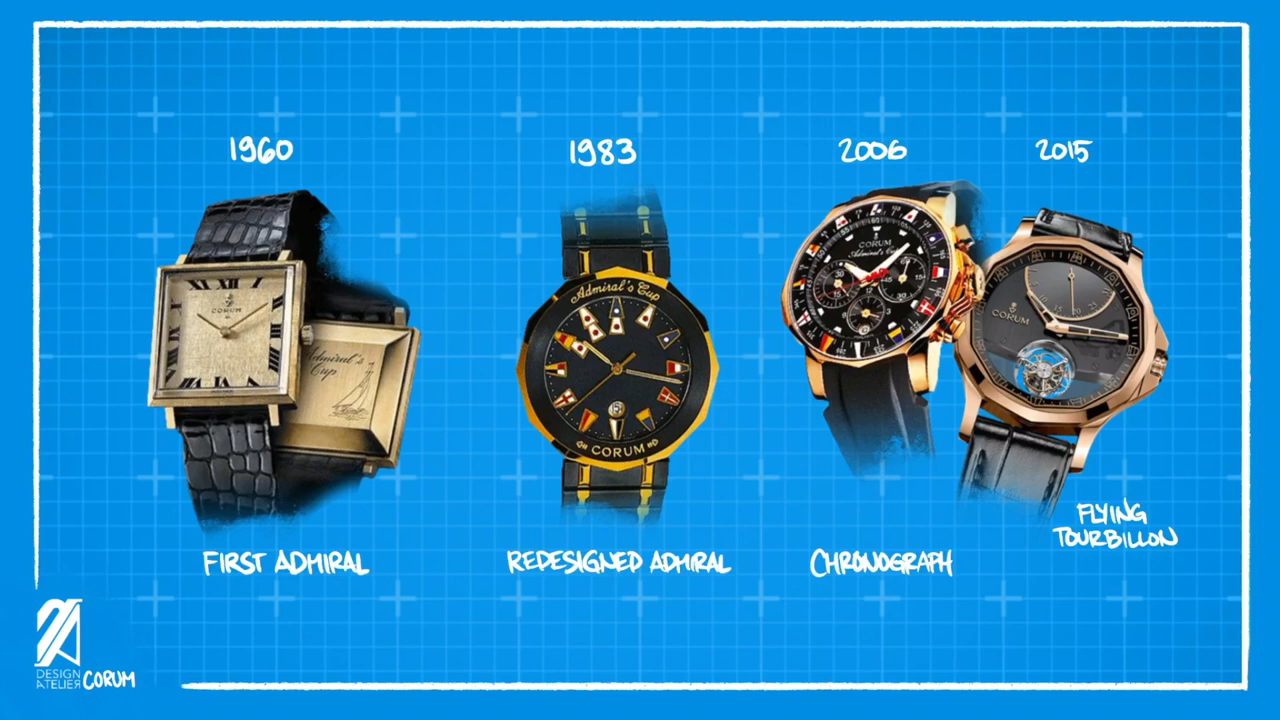 1960
1983
2006
2015
CORUM
Admiral's
Cup
Admiral's Cup
CORUM
CORUM
Admiral's Cup
CORUM
FIRST ADMIRAL
REDESIGNED ADMIRAL
CHRONOGRAPH
FLYING
TOURBILLON
DESIGN
ATELIER
CORUM